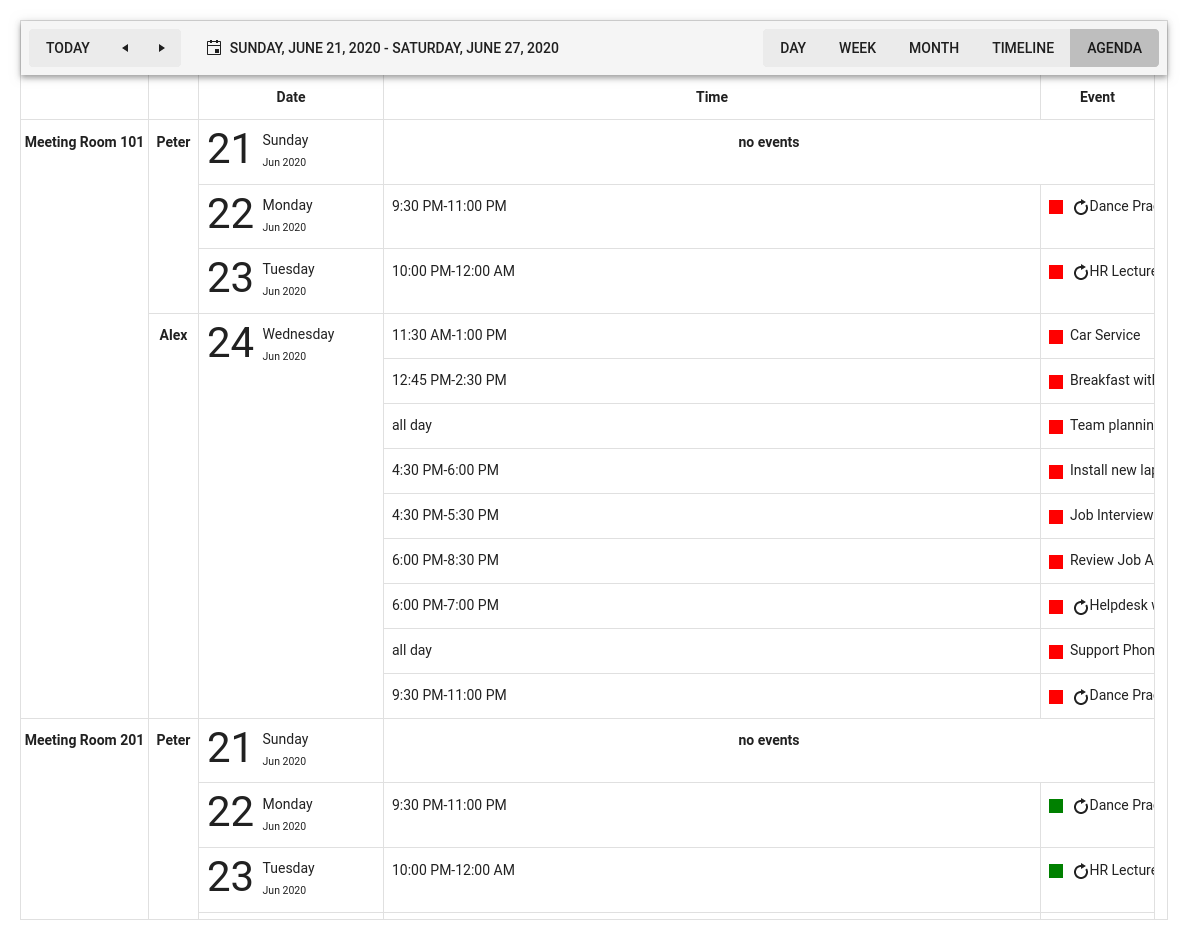 TODAY SUNDAY, JUNE 21, 2020 - SATURDAY, JUNE 27, 2020 DAY WEEK MONTH TIMELINE AGENDA
Date Time Event
Meeting Room 101 Peter 21 Sunday no events
Jun 2020
22 Monday 9:30 PM-11:00 PM Dance Pra
Jun 2020
23 Tuesday 10:00 PM-12:00 AM HR Lecture
Jun 2020
Alex 24 Wednesday 11:30 AM-1:00 PM Car Service
Jun 2020
12:45 PM-2:30 PM Breakfast with
all day Team plannin
4:30 PM-6:00 PM Install new lap
4:30 PM-5:30 PM Job Interview
6:00 PM-8:30 PM Review Job A
6:00 PM-7:00 PM Helpdesk
all day Support Phon
9:30 PM-11:00 PM Dance Pra
Meeting Room 201 Peter 21 Sunday no events
Jun 2020
22 Monday 9:30 PM-11:00 PM Dance Pra
Jun 2020
23 Tuesday 10:00 PM-12:00 AM HR Lecture
Jun 2020